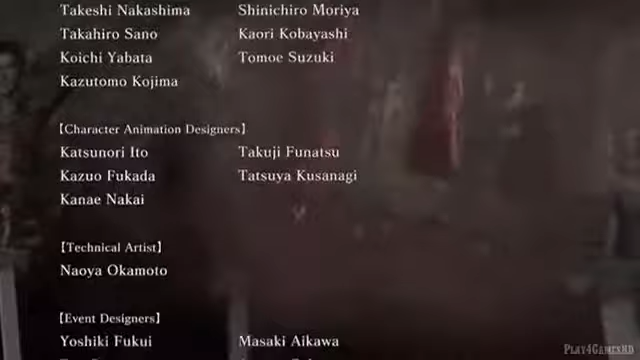 Takeshi Nakashima Shinichiro Moriya
Takahiro Sano Kaori Kobayashi
Koichi Yabata Tomoe Suzuki
Kazutomo Kojima
【Character Animation Designers】
Katsunori Ito Takuji Funatsu
Kazuo Fukada Tatsuya Kusanagi
Kanae Nakai
【Technical Artist】
Naoya Okamoto
【Event Designers】
Yoshiki Fukui Masaki Aikawa
Play4GamesHD